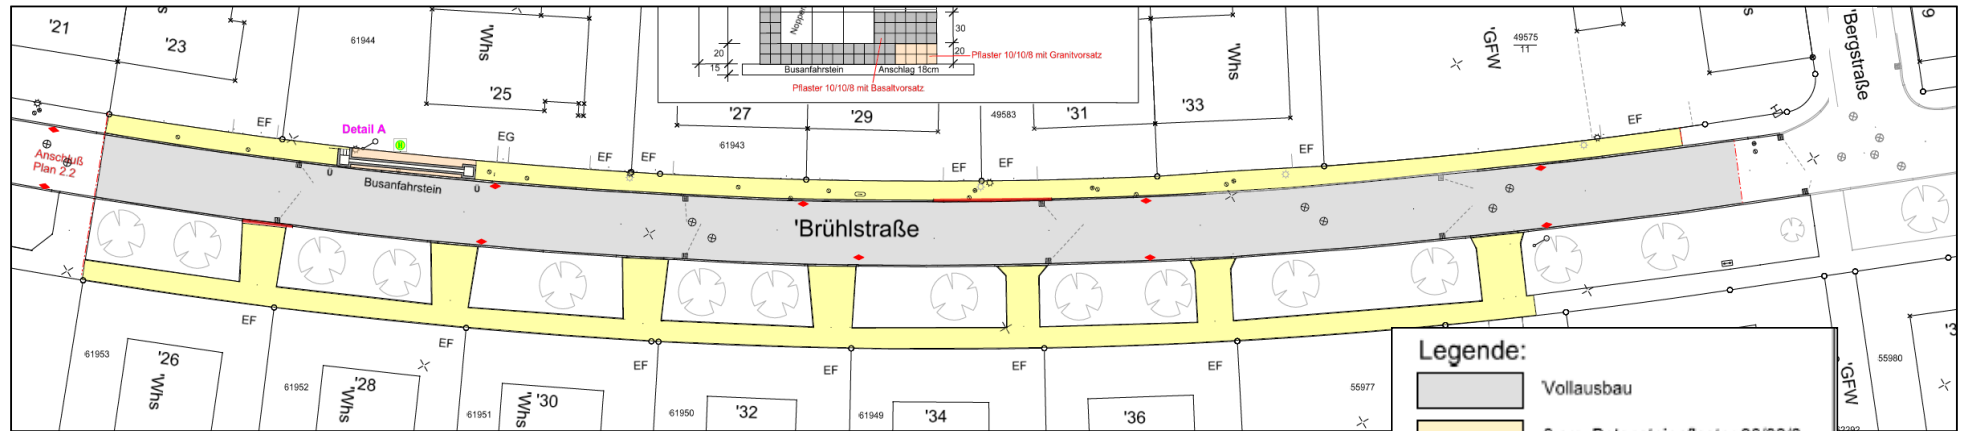 '21
'23
61944
'Whs
'25
'25
EF
Detail A
H
EG
EF
EF
Anschluß
Plan 2.2
Ü
Busanfahrstein
Ü
20
15
30
20
Busanfahrstein
Anschlag 18cm
Pflaster 10/10/8 mit Granitvorsatz
Pflaster 10/10/8 mit Basaltvorsatz
'27
'29
49583
'31
'33
'Whs
61943
EF
EF
EF
'GFW
49575
11
EF
'Bergstraße
'Brühlstraße
EF
EF
EF
EF
EF
EF
61953
'26
'Whs
61952
'28
'Whs
61951
'30
'Whs
61950
'32
61949
'34
'36
55977
'GFW
55980
Legende:
Vollausbau